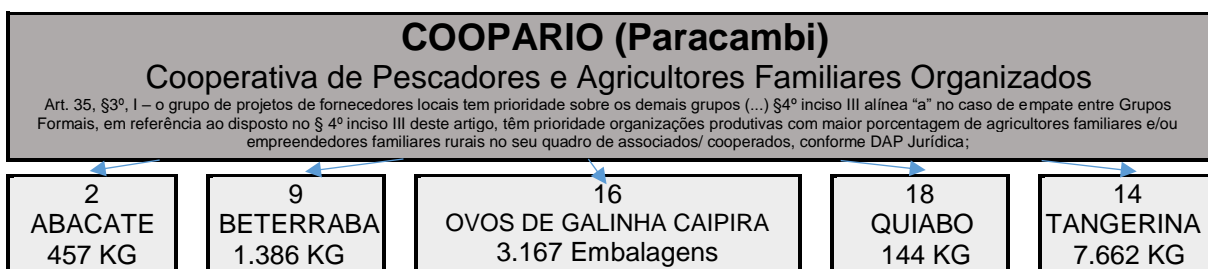 COOPARIO (Paracambi)
Cooperativa de Pescadores e Agricultores Familiares Organizados
Art. 35, §3º, I – o grupo de projetos de fornecedores locais tem prioridade sobre os demais grupos (...) §4º inciso III alínea “a” no caso de empate entre Grupos
Formais, em referência ao disposto no § 4º inciso III deste artigo, têm prioridade organizações produtivas com maior porcentagem de agricultores familiares e/ou
empreendedores familiares rurais no seu quadro de associados/ cooperados, conforme DAP Jurídica;
2
ABACATE
457 KG
9
BETERRABA
1.386 KG
16
OVOS DE GALINHA CAIPIRA
3.167 Embalagens
18
QUIABO
144 KG
14
TANGERINA
7.662 KG